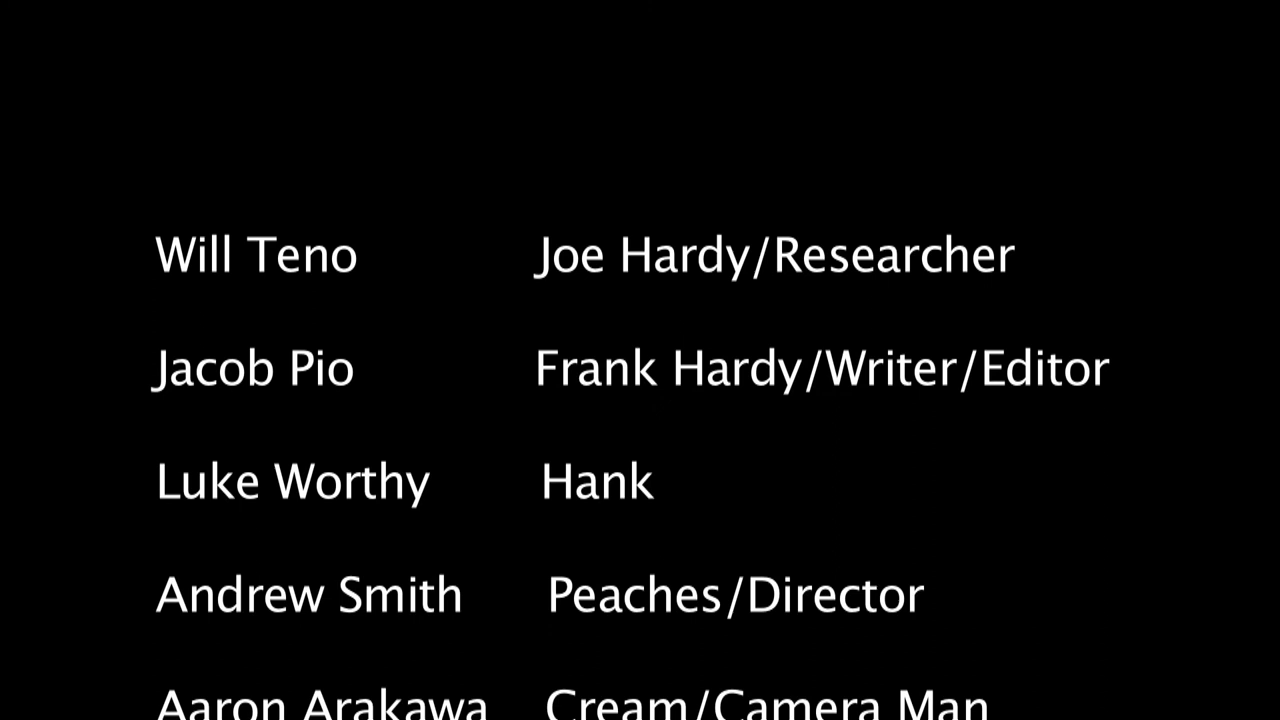 Will Teno Joe Hardy/Researcher
Jacob Pio Frank Hardy/Writer/Editor
Luke Worthy Hank
Andrew Smith Peaches/Director
Aaron Arakawa Cream/Camera Man